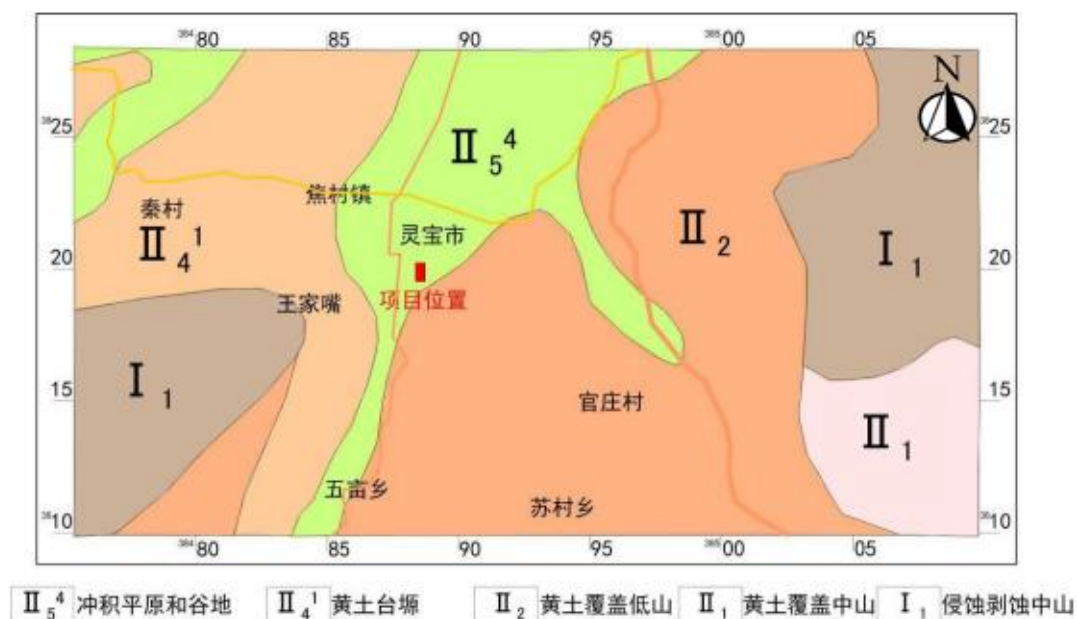 ³⁸⁴80 85 90 95 ³⁸⁵00 05
N
³⁸25 ³⁸25
Ⅱ₅⁴
焦村镇
秦村
Ⅱ₄¹
灵宝市
Ⅱ₂
Ⅰ₁
20 20
王家嘴
项目位置
Ⅰ₁
15 15
官庄村
Ⅱ₁
五亩乡
苏村乡
³⁸10 ³⁸10
³⁸⁴80 85 90 95 ³⁸⁵00 05
Ⅱ₅⁴ 冲积平原和谷地 Ⅱ₄¹ 黄土台塬 Ⅱ₂ 黄土覆盖低山 Ⅱ₁ 黄土覆盖中山 Ⅰ₁ 侵蚀剥蚀中山